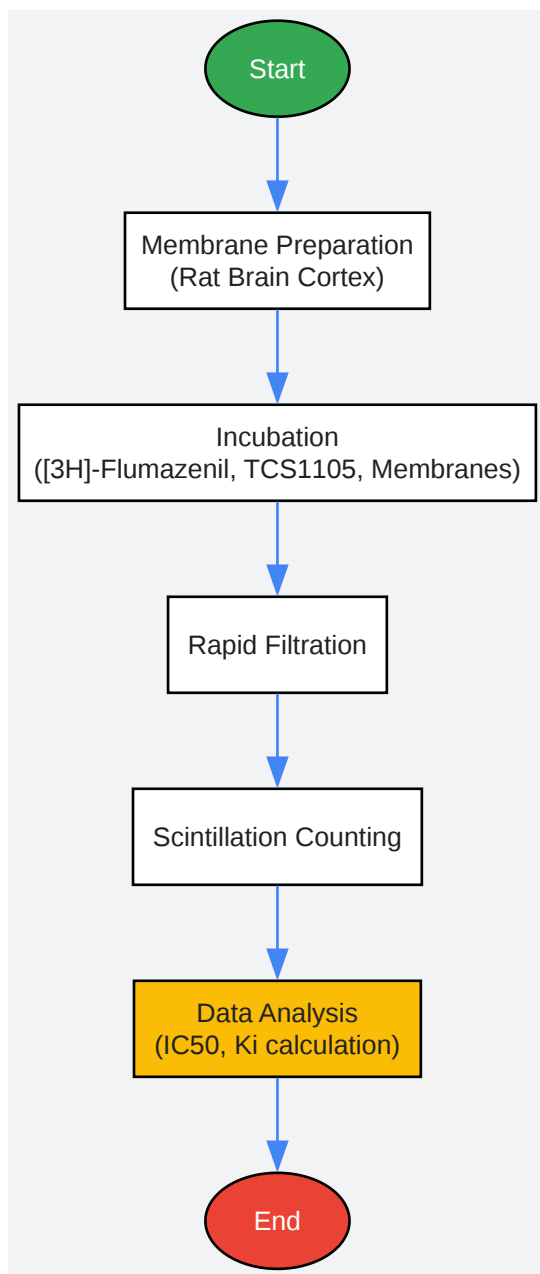 Start
Membrane Preparation
(Rat Brain Cortex)
Incubation
([3H]-Flumazenil, TCS1105, Membranes)
Rapid Filtration
Scintillation Counting
Data Analysis
(IC50, Ki calculation)
End